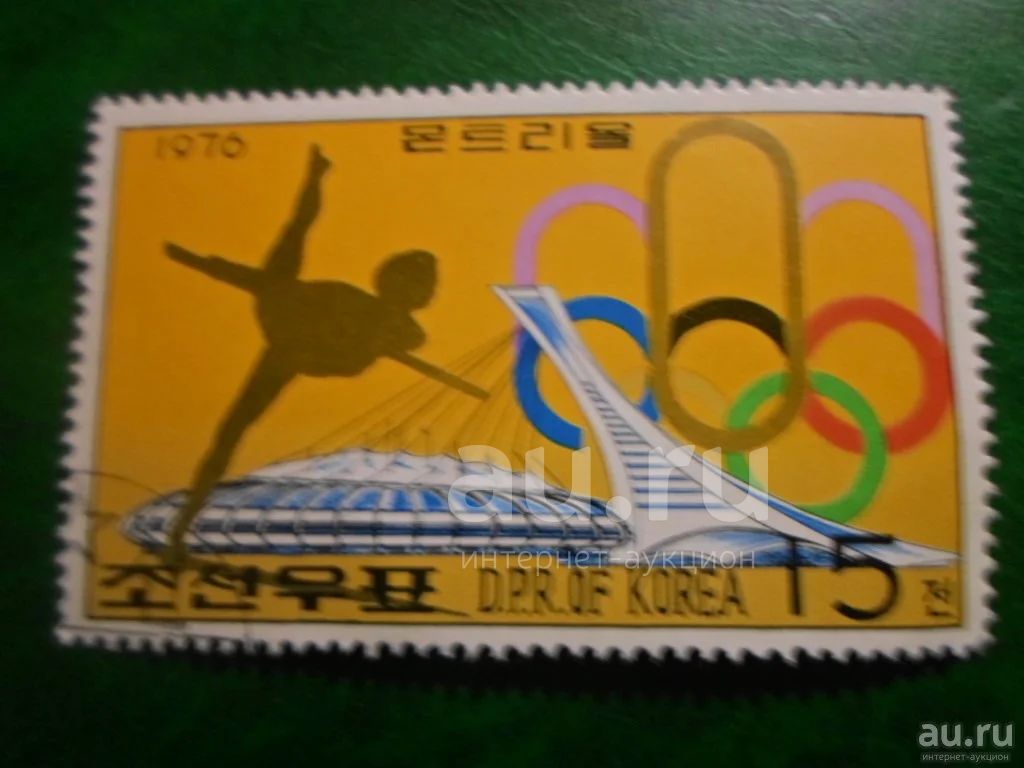 1976 몬트리올
조선우표 D.P.R. OF KOREA 15 전
au.ru
интернет-аукцион
au.ru
интернет-аукцион